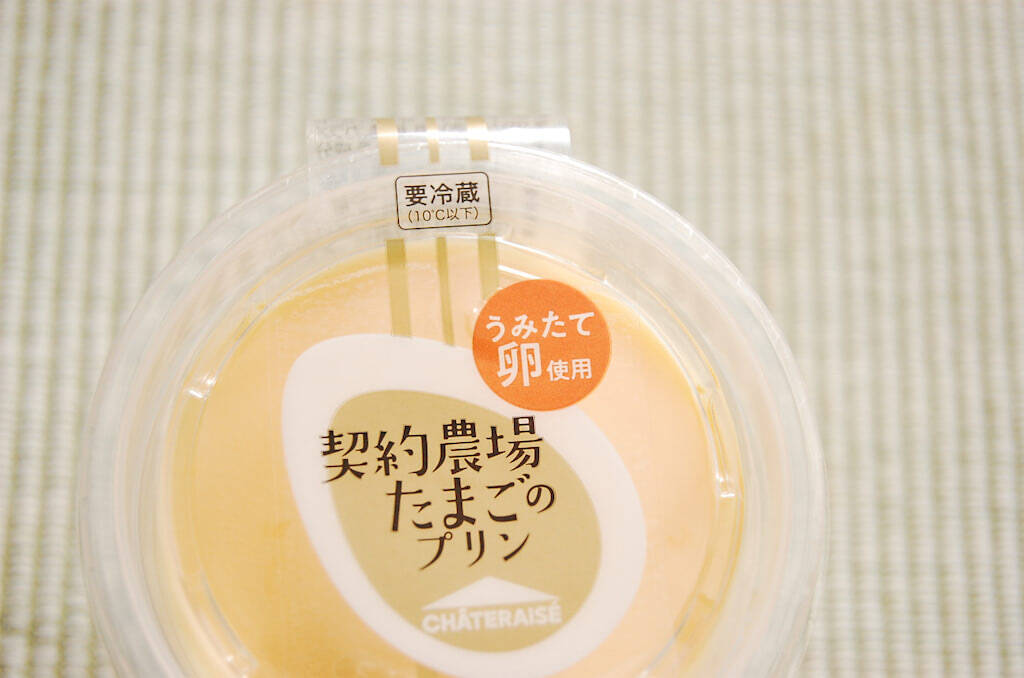 要冷蔵
(10℃以下)
うみたて
卵使用
契約農場
たまごの
プリン
CHÂTERAISÉ